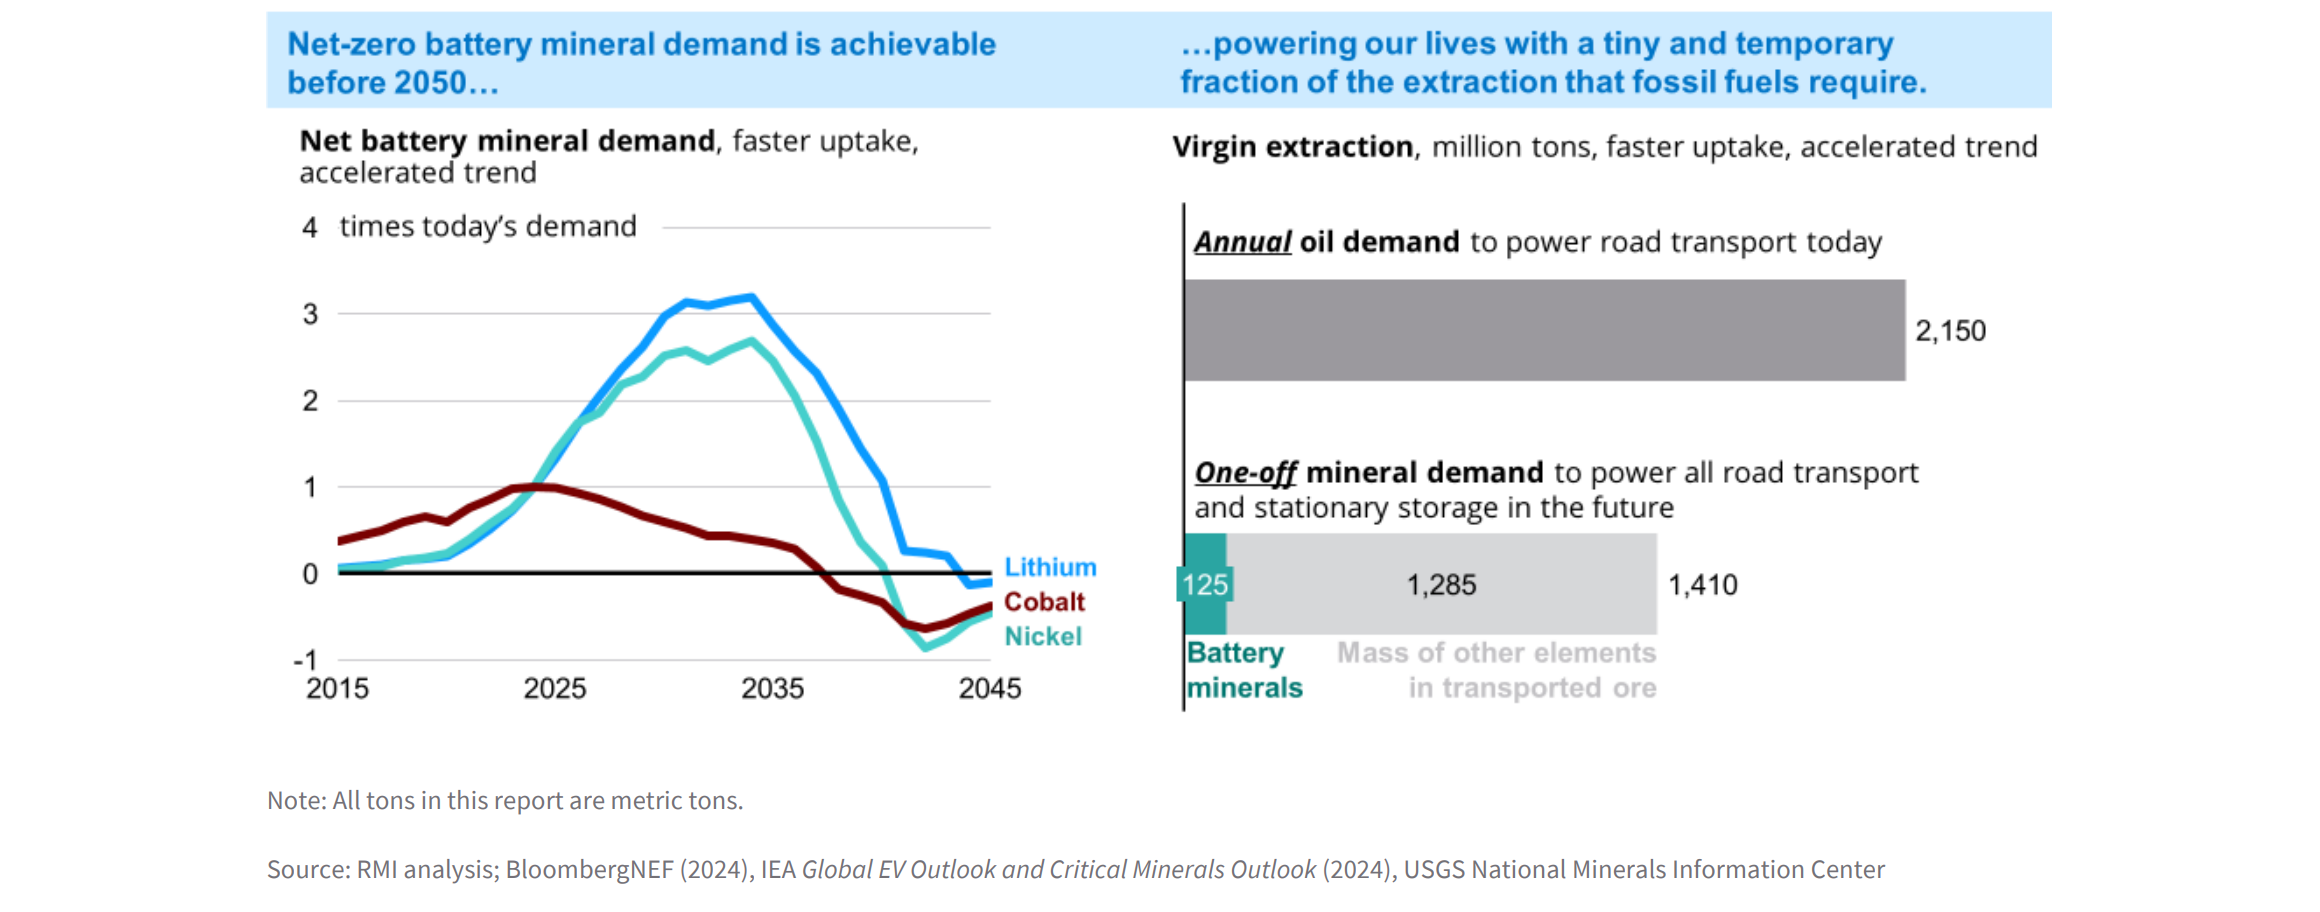 Net-zero battery mineral demand is achievable
before 2050...
...powering our lives with a tiny and temporary
fraction of the extraction that fossil fuels require.
Net battery mineral demand, faster uptake,
accelerated trend
4 times today's demand
3
2
1
0
-1
2015 2025 2035 2045
Lithium
Cobalt
Nickel
Virgin extraction, million tons, faster uptake, accelerated trend
Annual oil demand to power road transport today
2,150
One-off mineral demand to power all road transport
and stationary storage in the future
125 1,285 1,410
Battery
minerals
Mass of other elements
in transported ore
Note: All tons in this report are metric tons.
Source: RMI analysis; BloombergNEF (2024), IEA Global EV Outlook and Critical Minerals Outlook (2024), USGS National Minerals Information Center